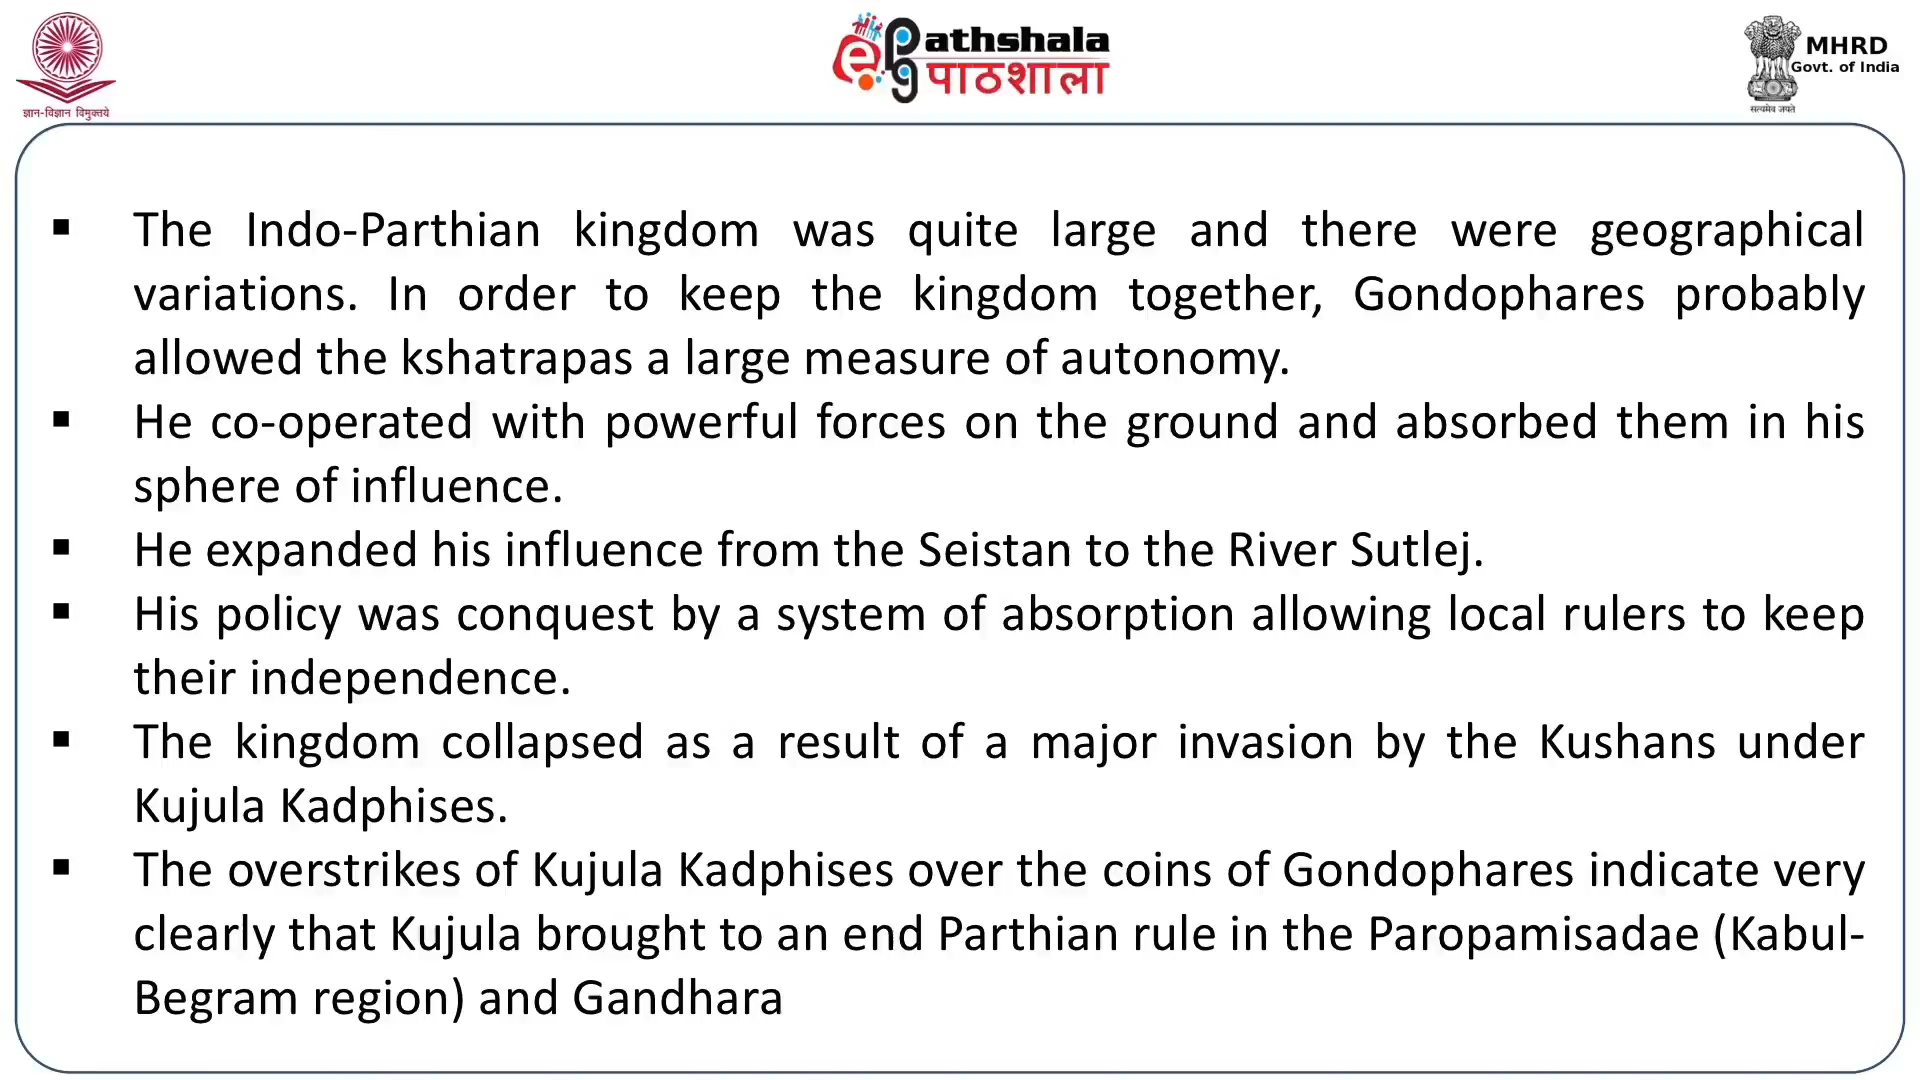 ज्ञान-विज्ञान विमुक्तये
ePathshala
पाठशाला
MHRD
Govt. of India
सत्यमेव जयते
▪ The Indo-Parthian kingdom was quite large and there were geographical
variations. In order to keep the kingdom together, Gondophares probably
allowed the kshatrapas a large measure of autonomy.
▪ He co-operated with powerful forces on the ground and absorbed them in his
sphere of influence.
▪ He expanded his influence from the Seistan to the River Sutlej.
▪ His policy was conquest by a system of absorption allowing local rulers to keep
their independence.
▪ The kingdom collapsed as a result of a major invasion by the Kushans under
Kujula Kadphises.
▪ The overstrikes of Kujula Kadphises over the coins of Gondophares indicate very
clearly that Kujula brought to an end Parthian rule in the Paropamisadae (Kabul-
Begram region) and Gandhara